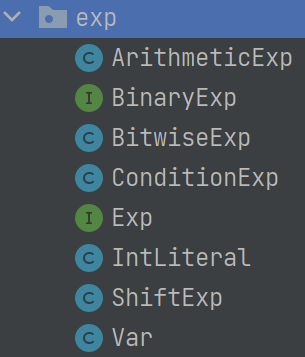 exp
C ArithmeticExp
I BinaryExp
C BitwiseExp
C ConditionExp
I Exp
C IntLiteral
C ShiftExp
C Var